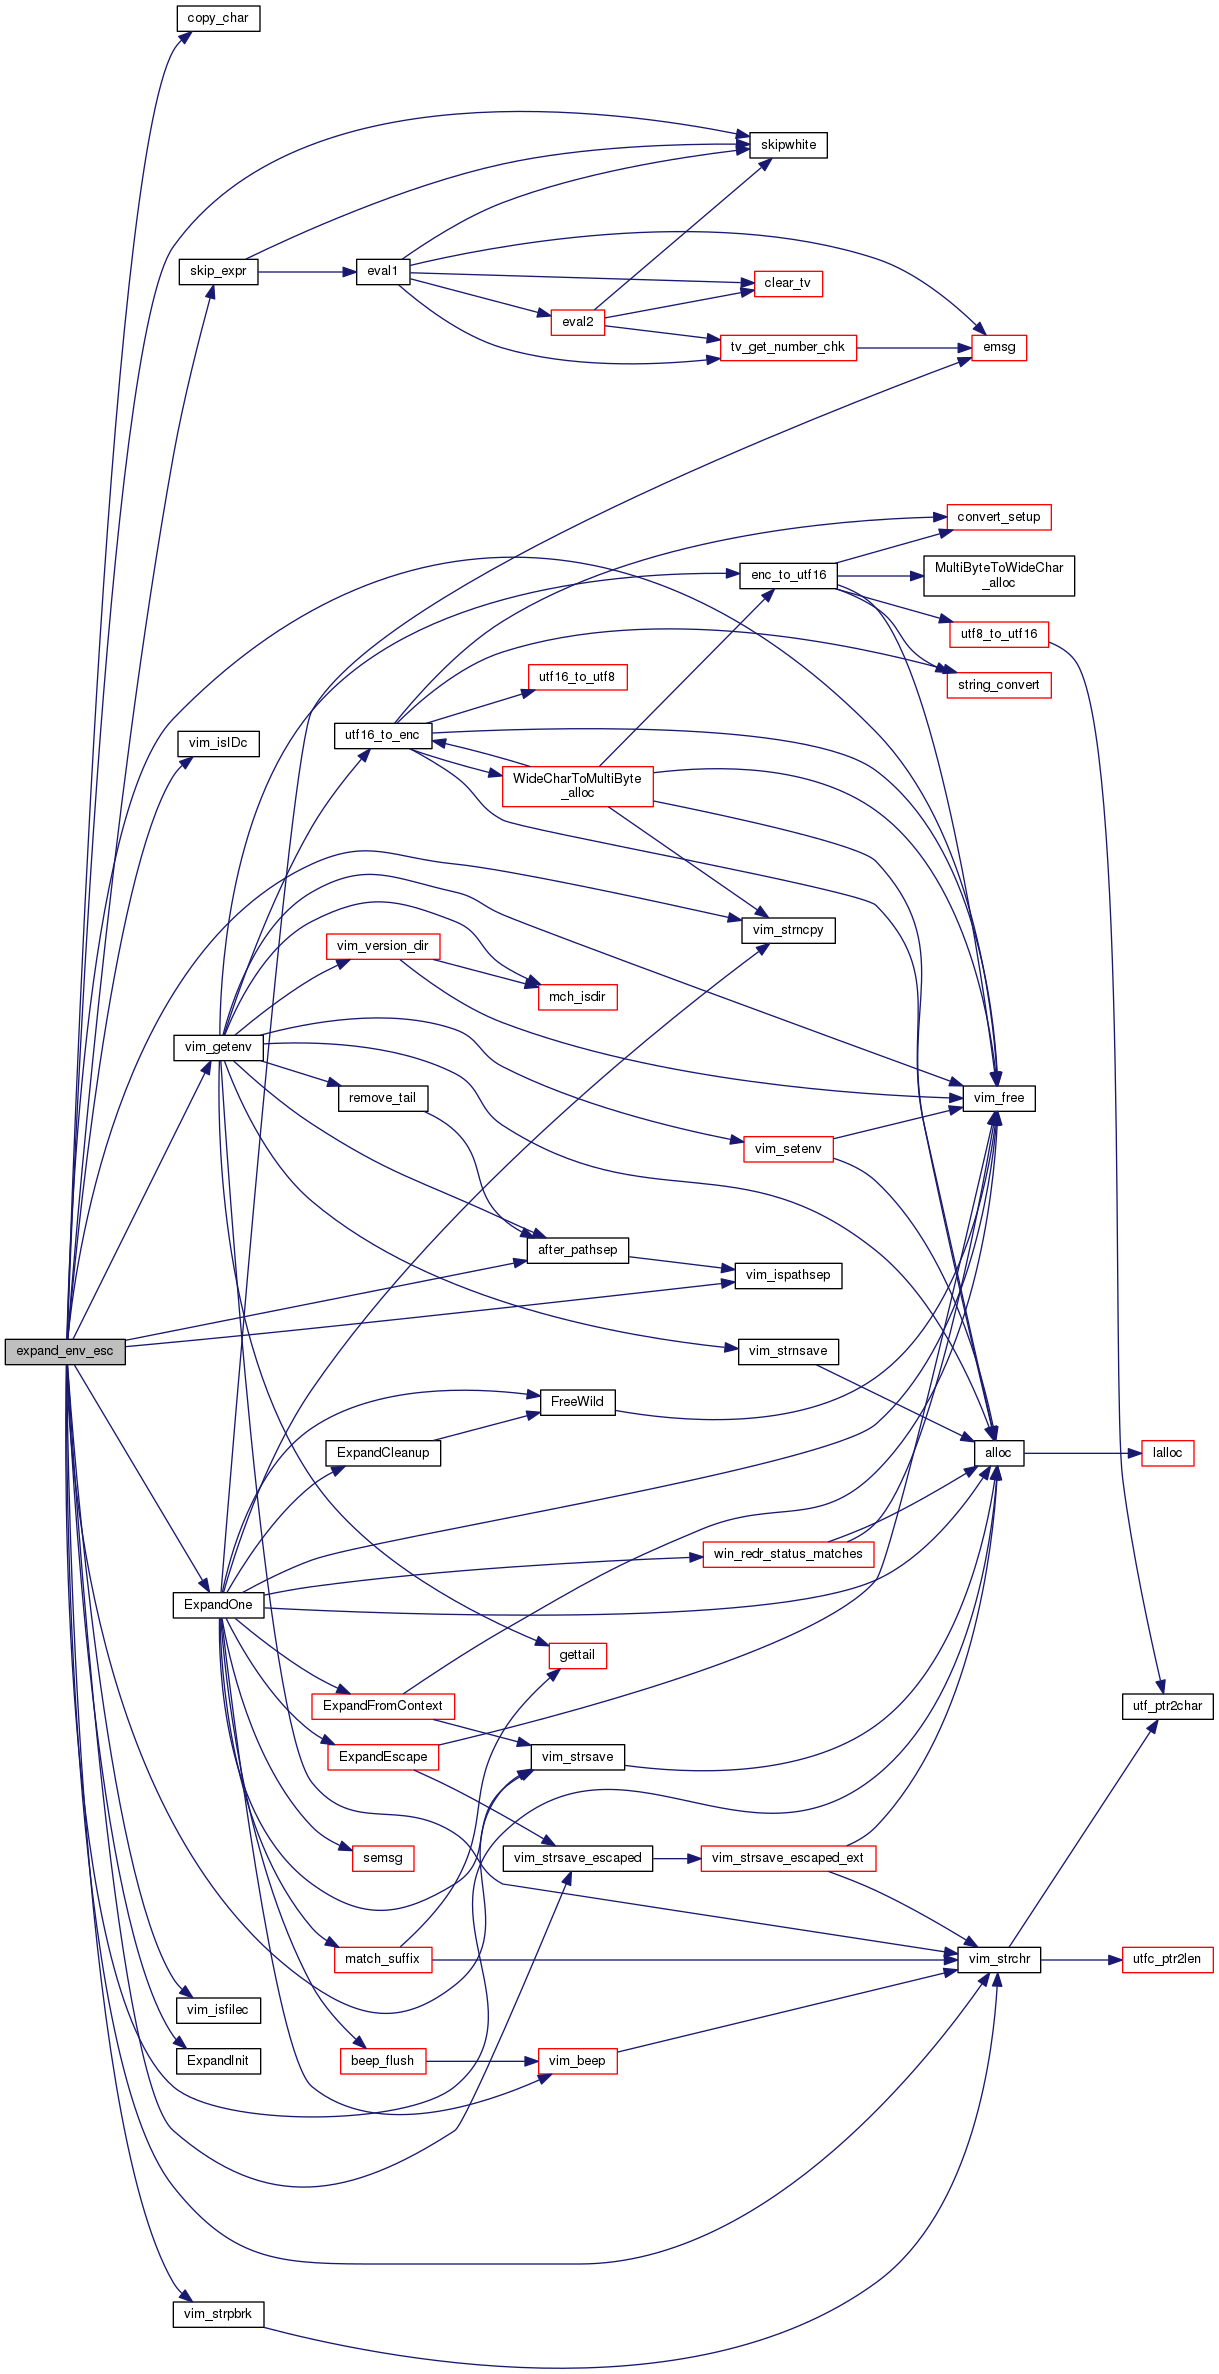 copy_char
skipwhite
skip_expr
eval1
clear_tv
eval2
tv_get_number_chk
emsg
convert_setup
enc_to_utf16
MultiByteToWideChar
_alloc
utf8_to_utf16
utf16_to_utf8
string_convert
utf16_to_enc
vim_isIDc
WideCharToMultiByte
_alloc
vim_strncpy
vim_version_dir
mch_isdir
vim_getenv
remove_tail
vim_free
vim_setenv
after_pathsep
vim_ispathsep
expand_env_esc
vim_strnsave
FreeWild
ExpandCleanup
alloc
lalloc
win_redr_status_matches
ExpandOne
gettail
ExpandFromContext
utf_ptr2char
ExpandEscape
vim_strsave
semsg
vim_strsave_escaped
vim_strsave_escaped_ext
match_suffix
vim_strchr
utfc_ptr2len
vim_isfilec
ExpandInit
beep_flush
vim_beep
vim_strpbrk